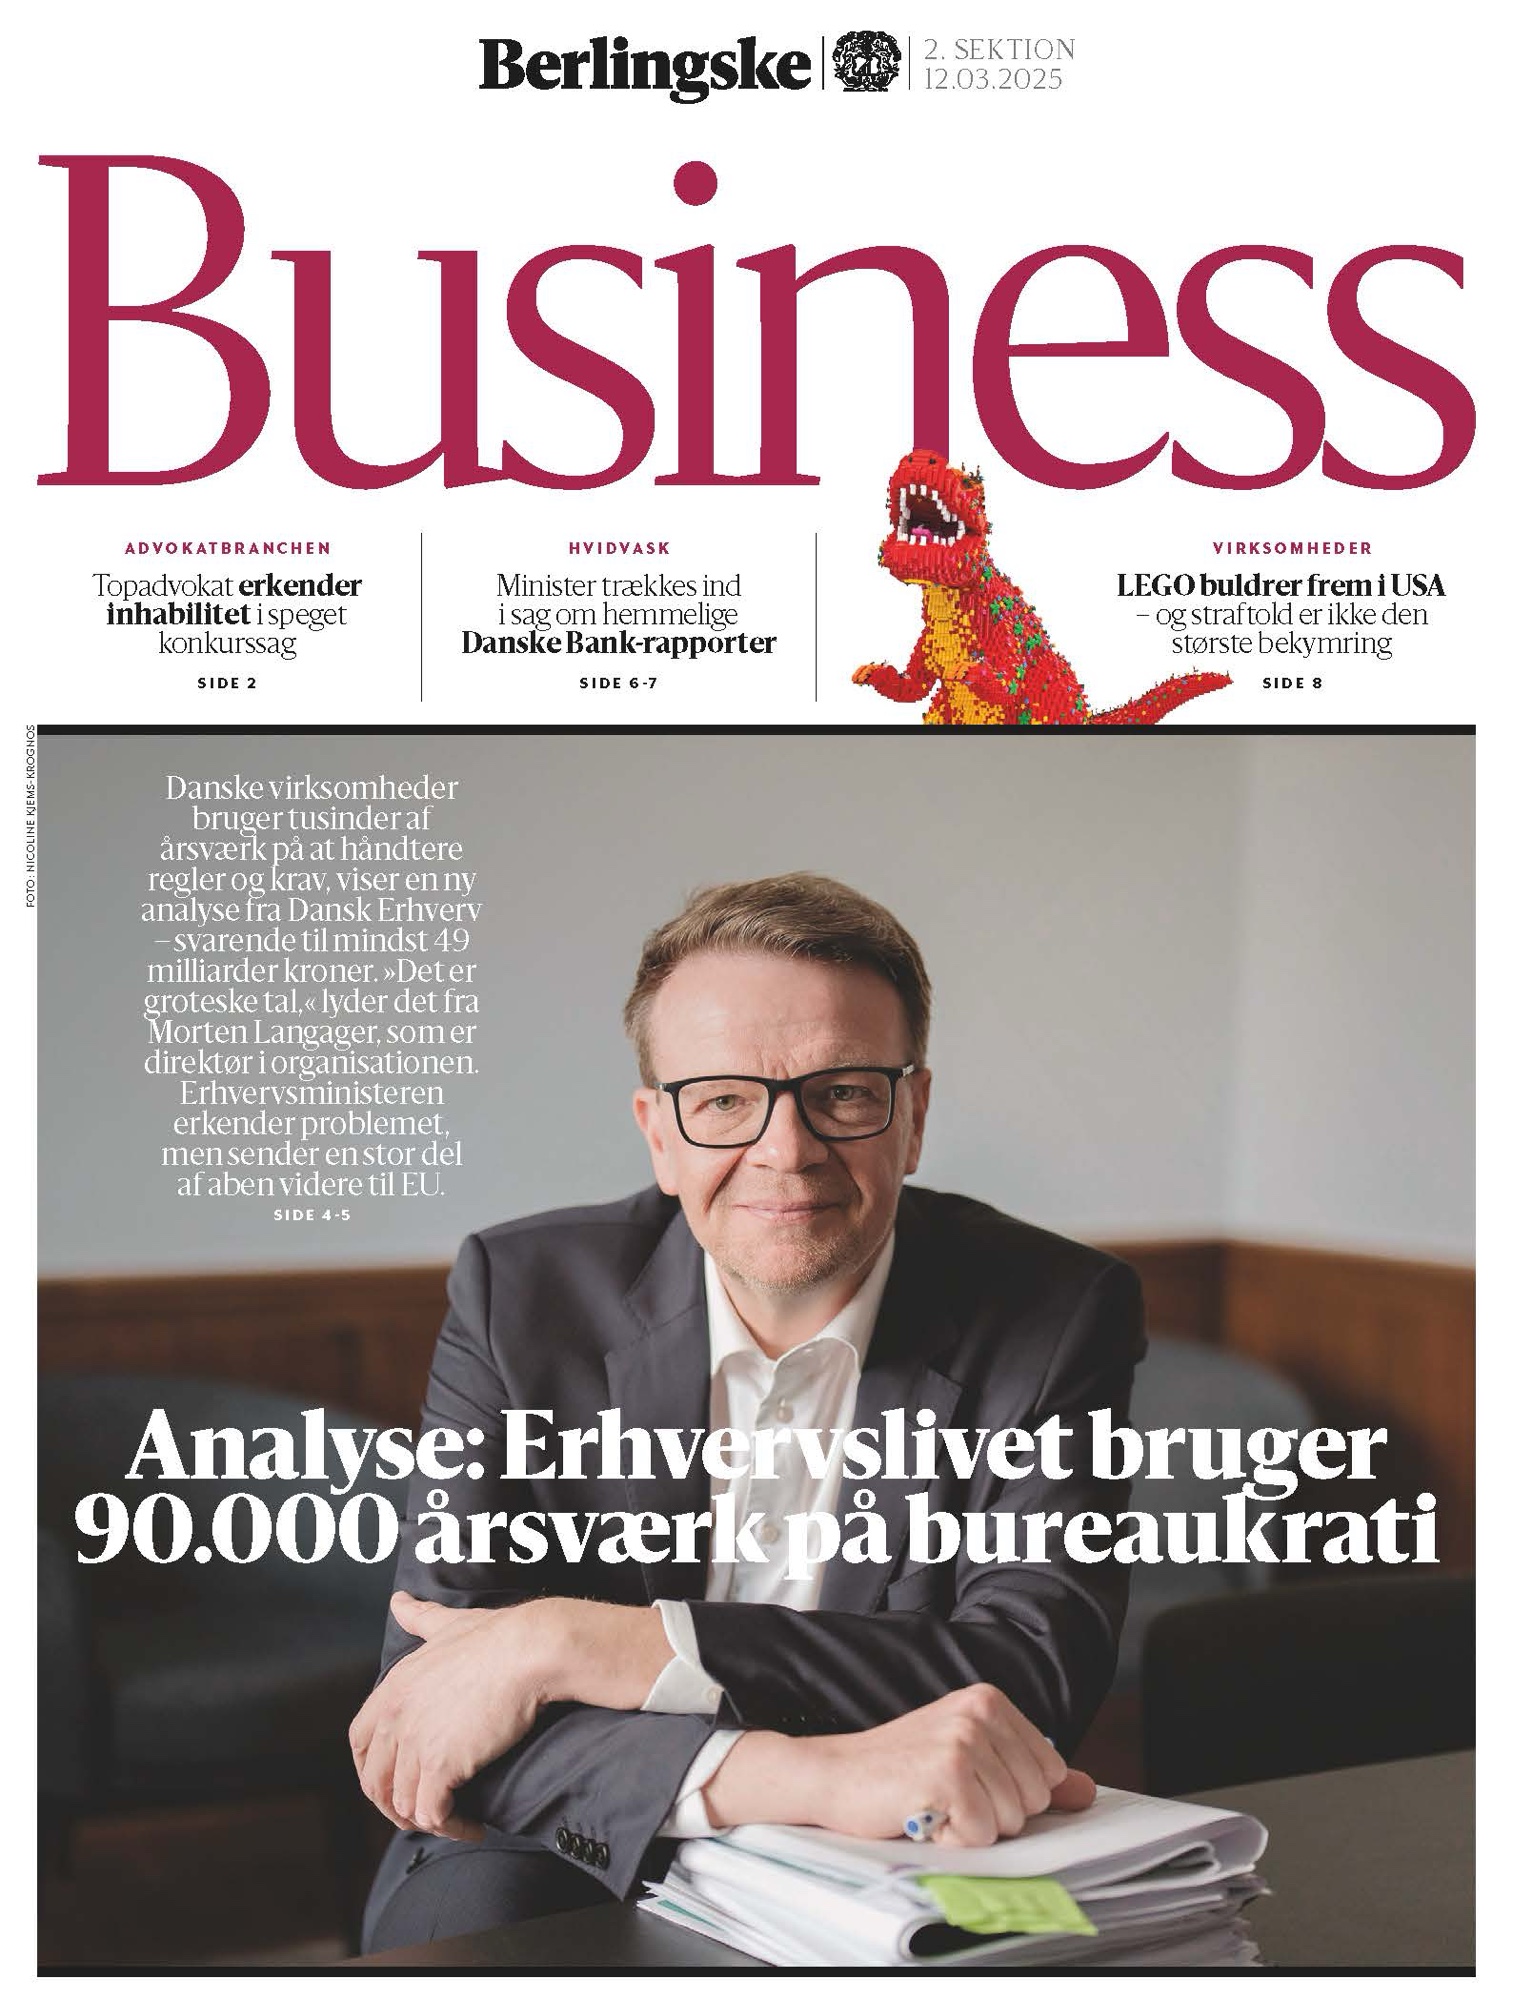 Berlingske
2. SEKTION
12.03.2025
Business
ADVOKATBRANCHEN
Topadvokat erkender
inhabilitet i speget
konkurssag
SIDE 2
HVIDVASK
Minister trækkes ind
i sag om hemmelige
Danske Bank-rapporter
SIDE 6-7
VIRKSOMHEDER
LEGO buldrer frem i USA
– og straftold er ikke den
største bekymring
SIDE 8
FOTO: NICOLINE KJEMS-KROGNOS
Danske virksomheder
bruger tusinder af
årsværk på at håndtere
regler og krav, viser en ny
analyse fra Dansk Erhverv
– svarende til mindst 49
milliarder kroner. »Det er
groteske tal,« lyder det fra
Morten Langager, som er
direktør i organisationen.
Erhvervsministeren
erkender problemet,
men sender en stor del
af aben videre til EU.
SIDE 4-5
Analyse: Erhvervslivet bruger
90.000 årsværk på bureaukrati